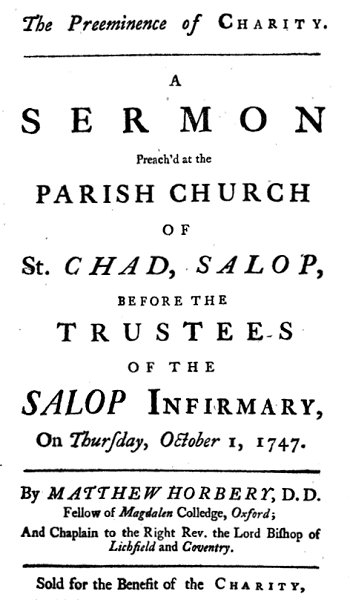 The Preeminence of CHARITY.
A
SERMON
Preach'd at the
PARISH CHURCH
OF
St. CHAD, SALOP,
BEFORE THE
TRUSTEES
OF THE
SALOP INFIRMARY,
On Thurſday, October 1, 1747.
By MATTHEW HORBERY, D. D.
Fellow of Magdalen Colledge, Oxford;
And Chaplain to the Right Rev. the Lord Biſhop of
Lichfield and Coventry.
Sold for the Benefit of the CHARITY,